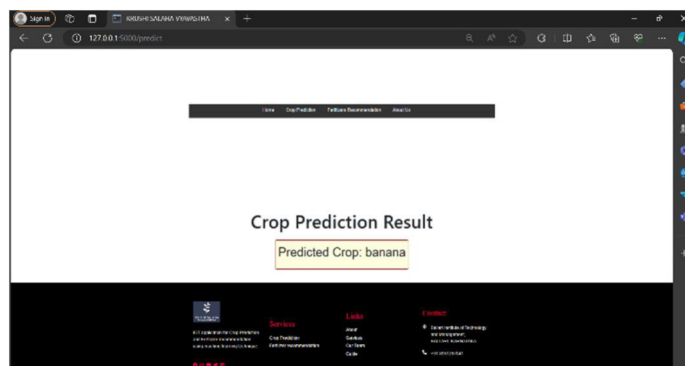 Sign in
KRUSHI SALAHA VYAVASTHA
127.0.0.1:5000/predict
Home Crop Prediction Fertilizers Recommendation About Us
Crop Prediction Result
Predicted Crop: banana
Services
Crop Prediction
Fertilizer recommendation
Links
About
Services
Our Team
Contact